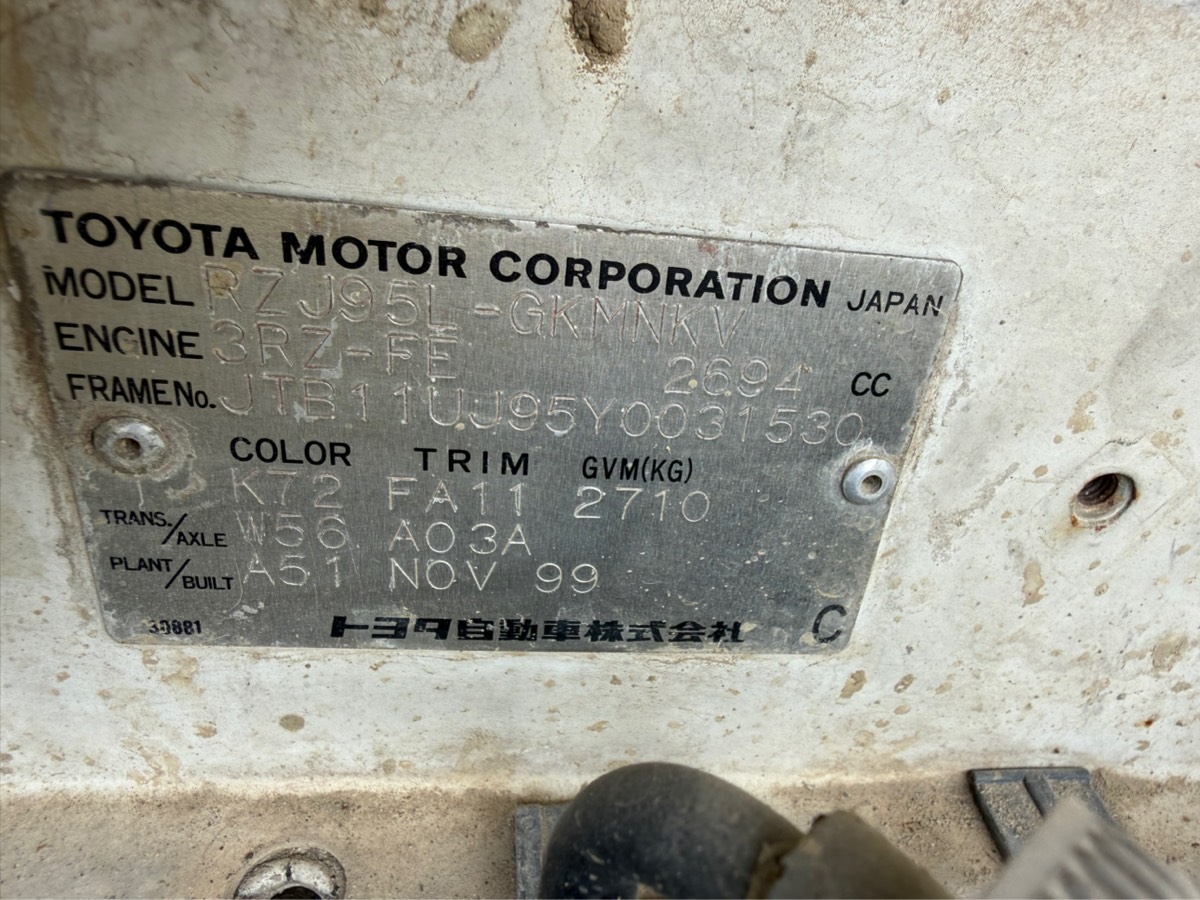 TOYOTA MOTOR CORPORATION JAPAN
MODEL RZJ95L-GKMNKV
ENGINE 3RZ-FE 2694 CC
FRAME No. JTB11UJ95Y0031530
COLOR TRIM GVM(KG)
K72 FA11 2710
TRANS./AXLE W56 A03A
PLANT/BUILT A51 NOV 99
30881 トヨタ自動車株式会社 C